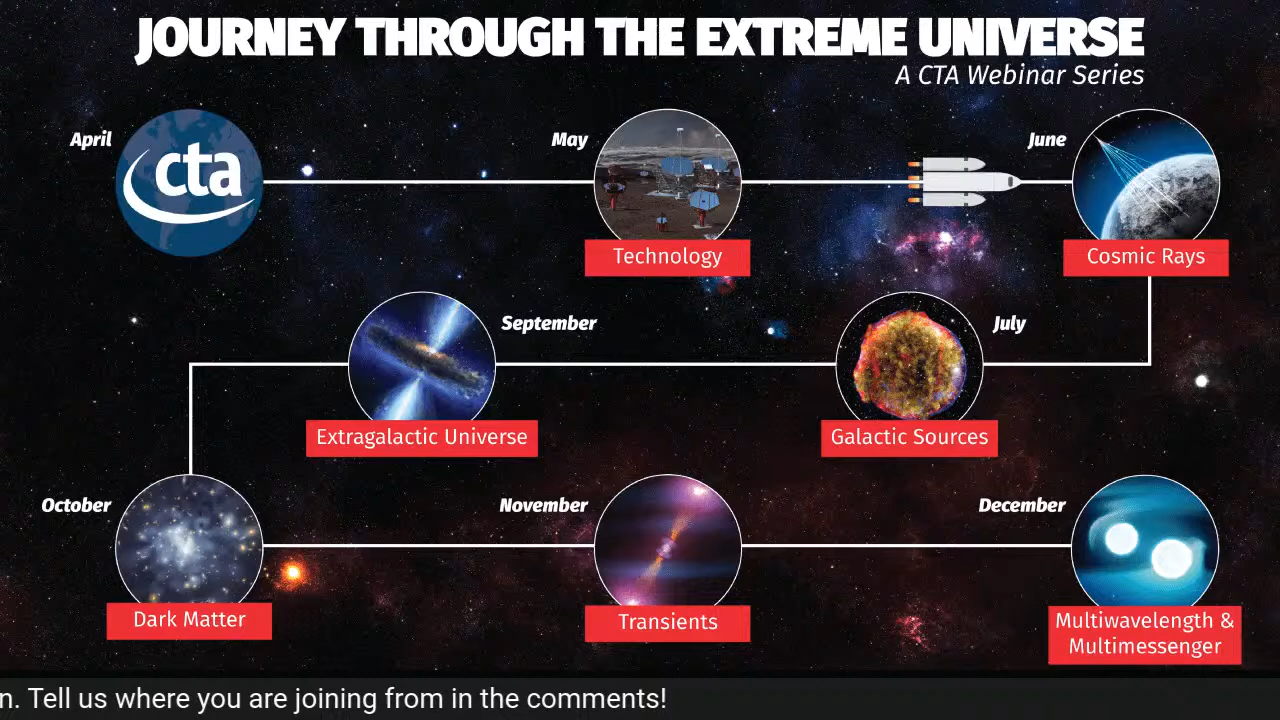 JOURNEY THROUGH THE EXTREME UNIVERSE
A CTA Webinar Series
April
cta
May
Technology
June
Cosmic Rays
September
Extragalactic Universe
July
Galactic Sources
October
Dark Matter
November
Transients
December
Multiwavelength &
Multimessenger
n. Tell us where you are joining from in the comments!